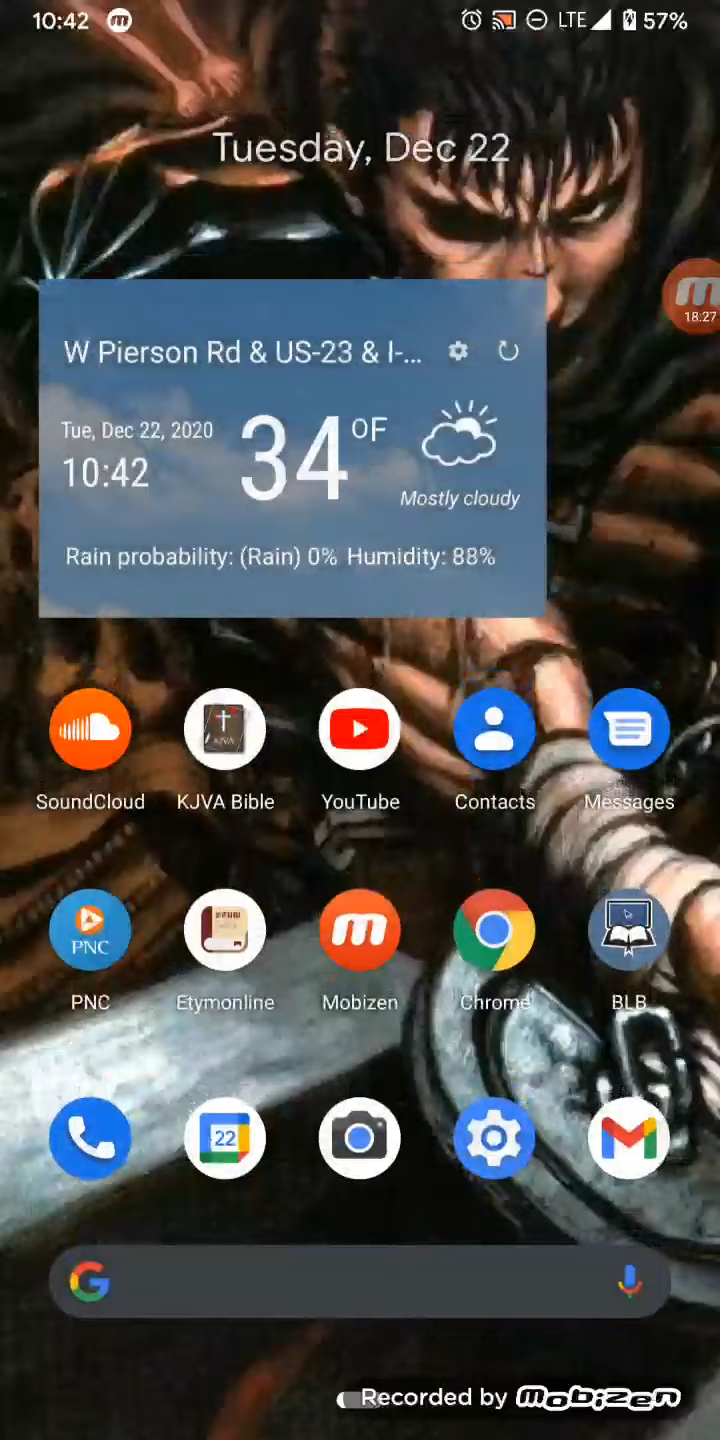 10:42 LTE 57%
Tuesday, Dec 22
18:27
W Pierson Rd & US-23 & I-...
Tue, Dec 22, 2020
10:42
34°F
Mostly cloudy
Rain probability: (Rain) 0% Humidity: 88%
KJVA
SoundCloud KJVA Bible YouTube Contacts Messages
PNC
PNC Etymonline Mobizen Chrome BLB
22
Recorded by Mobizen